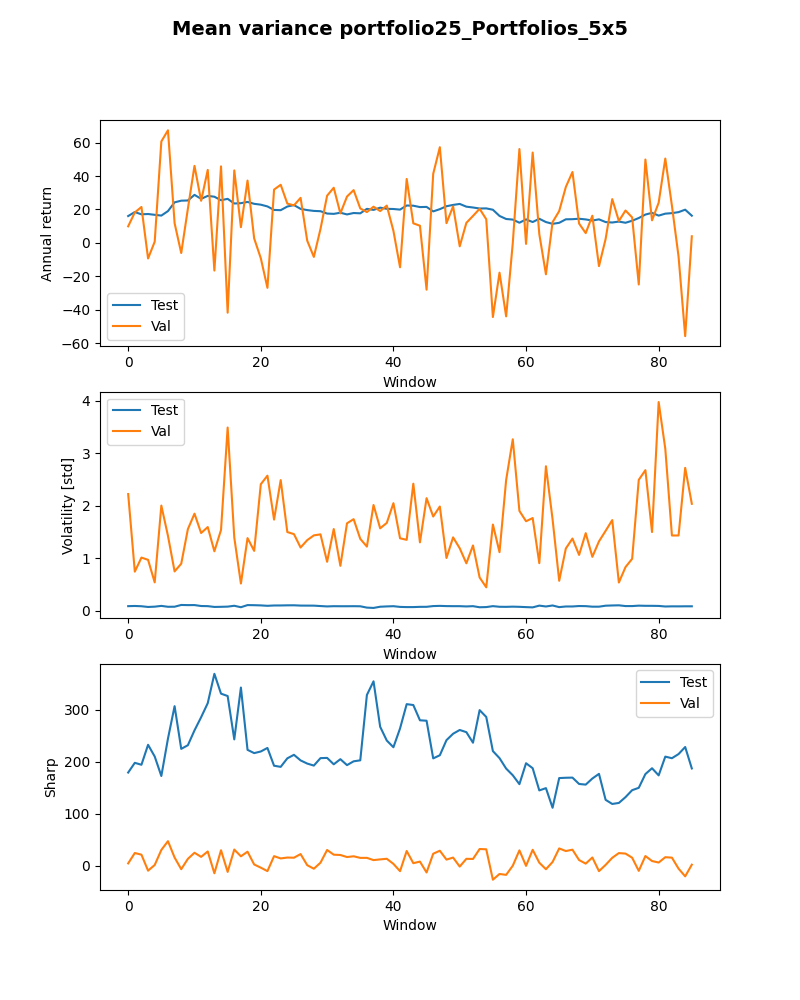 Mean variance portfolio25_Portfolios_5x5
60
40
20
0
−20
−40
−60
Annual return
Test
Val
0 20 40 60 80
Window
4
3
2
1
0
Volatility [std]
Test
Val
0 20 40 60 80
Window
300
200
100
0
Sharp
Test
Val
0 20 40 60 80
Window